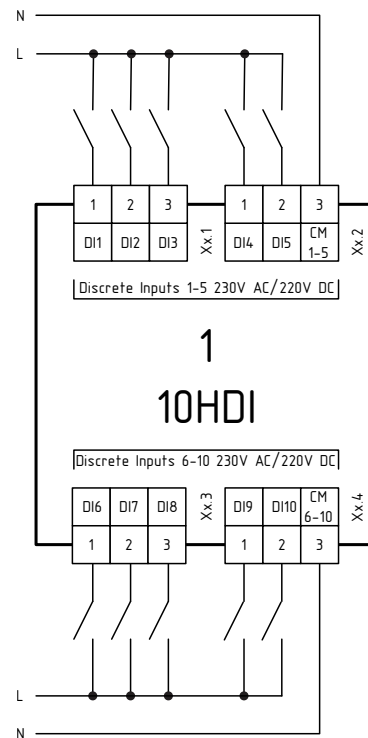 N
L
1 2 3 1 2 3
DI1 DI2 DI3 Xx.1 DI4 DI5 CM 1-5 Xx.2
Discrete Inputs 1-5 230V AC/220V DC
1
10HDI
Discrete Inputs 6-10 230V AC/220V DC
DI6 DI7 DI8 Xx.3 DI9 DI10 CM 6-10 Xx.4
1 2 3 1 2 3
L
N